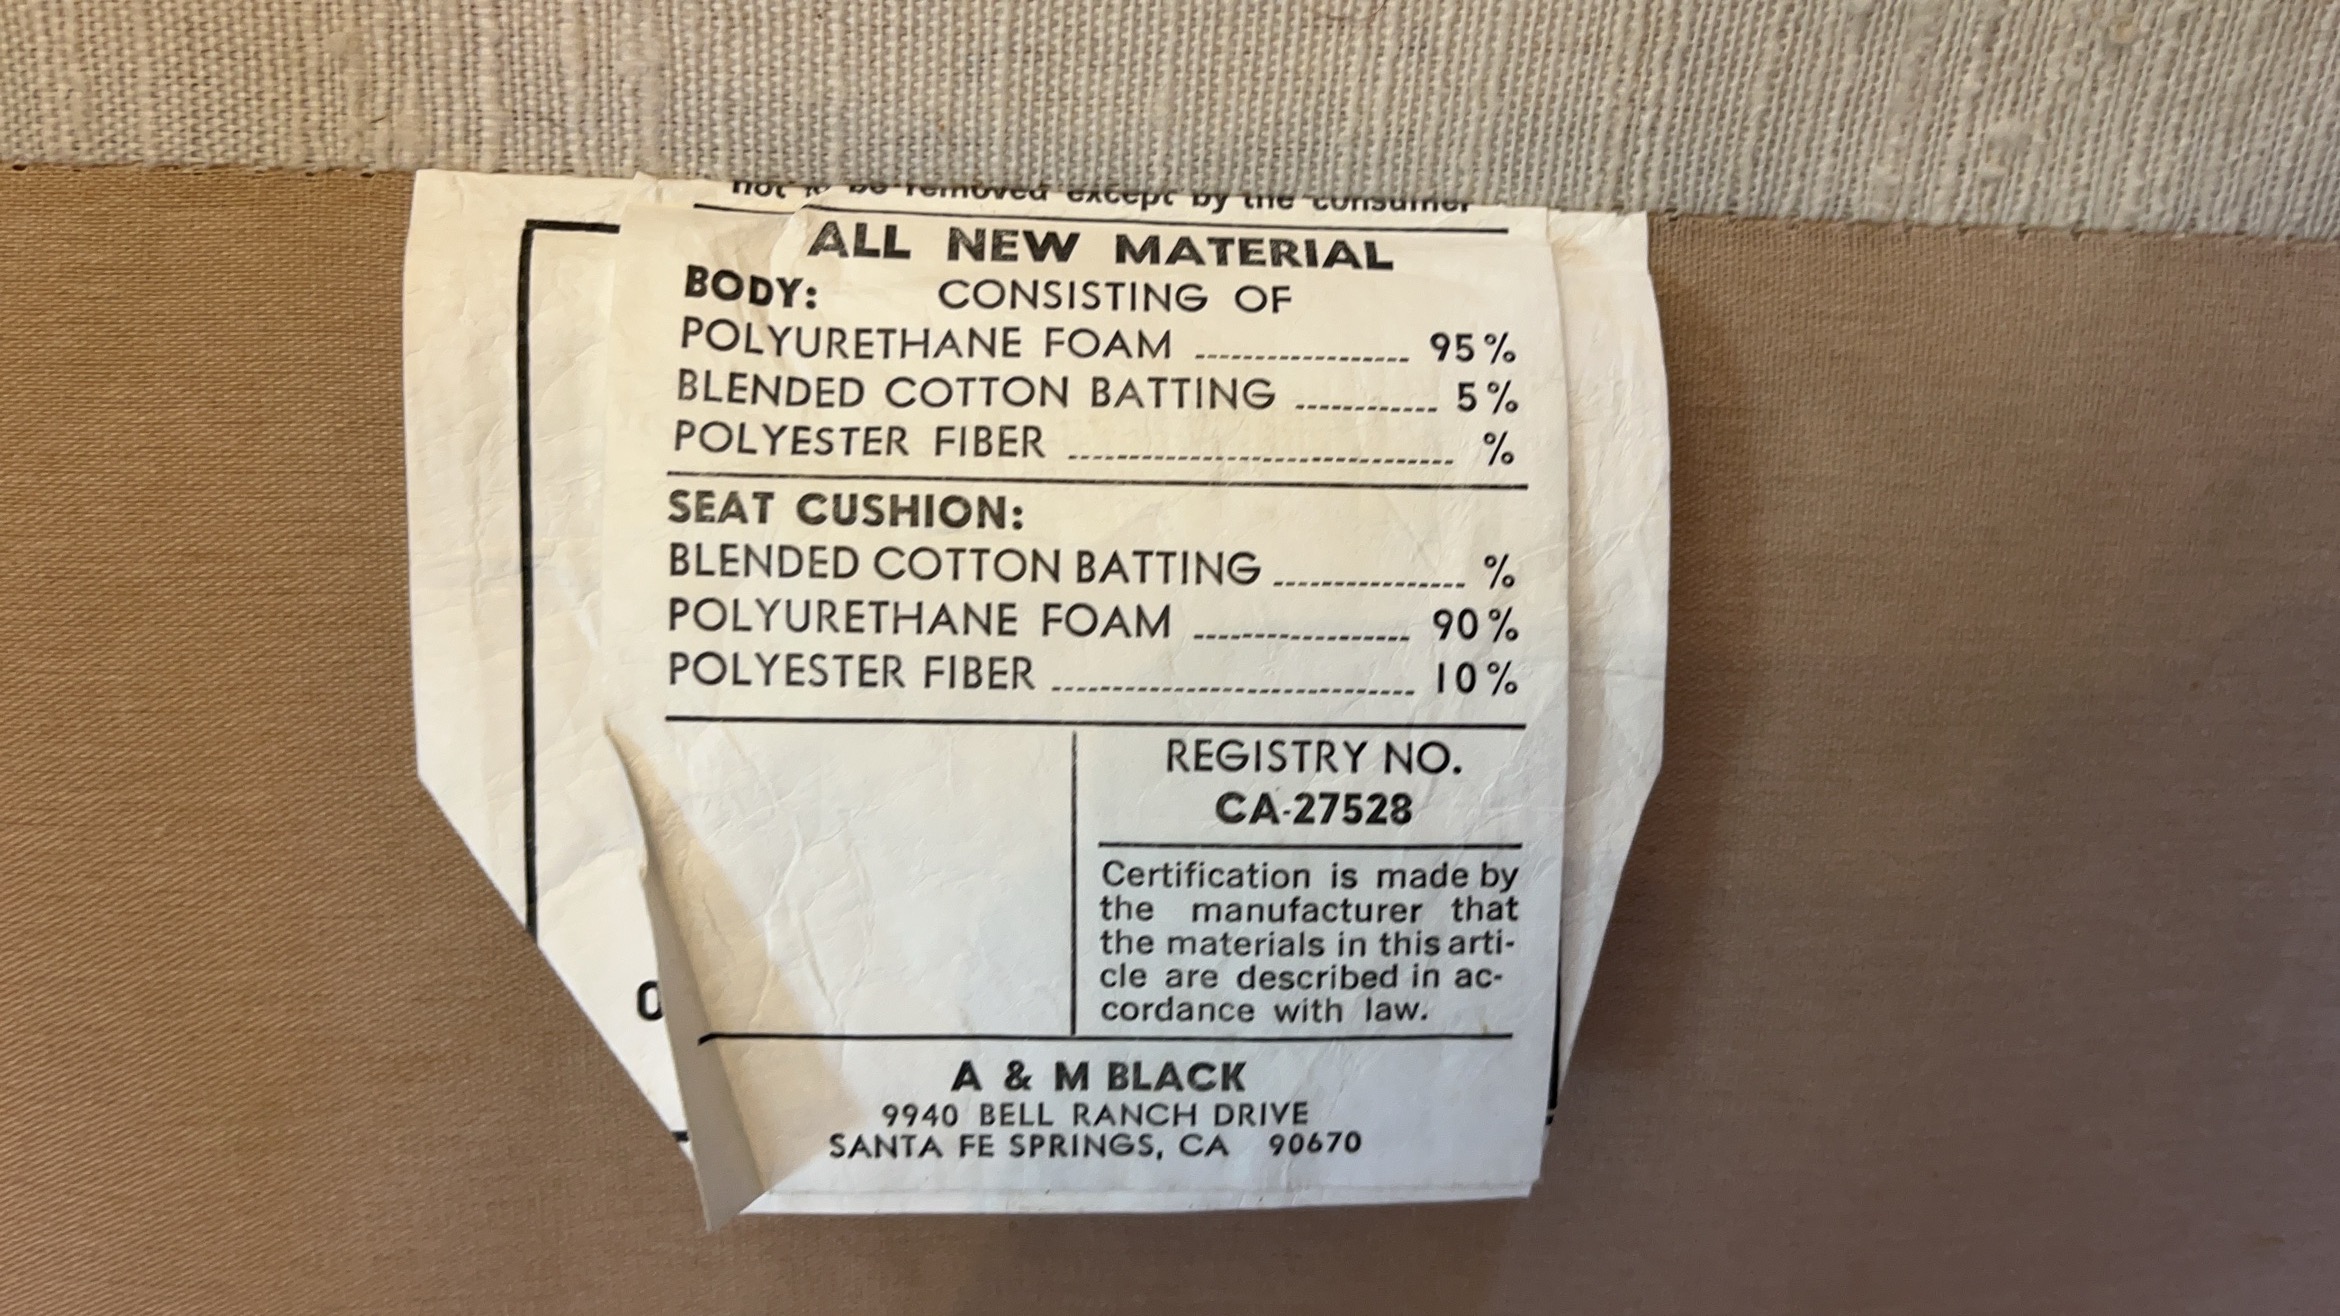 not to be removed except by the consumer
ALL NEW MATERIAL
BODY: CONSISTING OF
POLYURETHANE FOAM ---------------- 95%
BLENDED COTTON BATTING ----------- 5%
POLYESTER FIBER ------------------------------ %
SEAT CUSHION:
BLENDED COTTON BATTING --------------- %
POLYURETHANE FOAM ----------------- 90%
POLYESTER FIBER ---------------------------- 10%
REGISTRY NO.
CA-27528
Certification is made by
the manufacturer that
the materials in this arti-
cle are described in ac-
cordance with law.
A & M BLACK
9940 BELL RANCH DRIVE
SANTA FE SPRINGS, CA 90670